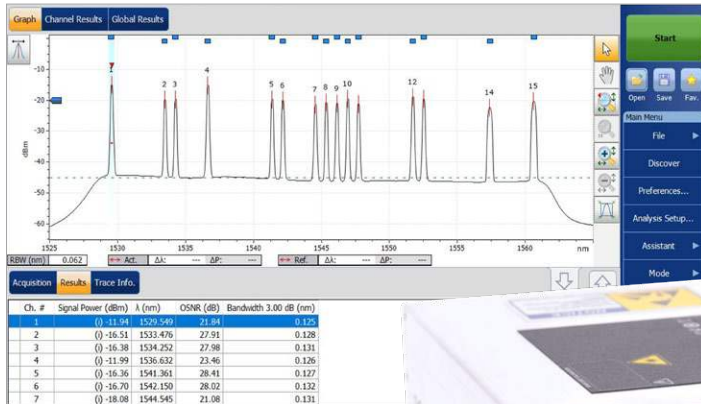 Graph Channel Results Global Results
Start
Open Save Fav.
Main Menu
File
Discover
Preferences...
Analysis Setup...
Assistant
Mode
-10
-20
-30
-40
-50
-60
dBm
1 2 3 4 5 6 7 8 9 10 12 14 15
1525 1530 1535 1540 1545 1550 1555 1560 nm
RBW (nm) 0.062 Act. Δλ: --- ΔP: --- Ref. Δλ: --- ΔP: ---
Acquisition Results Trace Info.
Ch. # Signal Power (dBm) λ (nm) OSNR (dB) Bandwidth 3.00 dB (nm)
1 (i) -11.94 1529.549 21.84 0.125
2 (i) -16.51 1533.476 27.91 0.128
3 (i) -16.38 1534.252 27.98 0.131
4 (i) -11.99 1536.632 23.46 0.126
5 (i) -16.36 1541.361 28.41 0.127
6 (i) -16.70 1542.150 28.02 0.132
7 (i) -18.08 1544.545 21.08 0.131